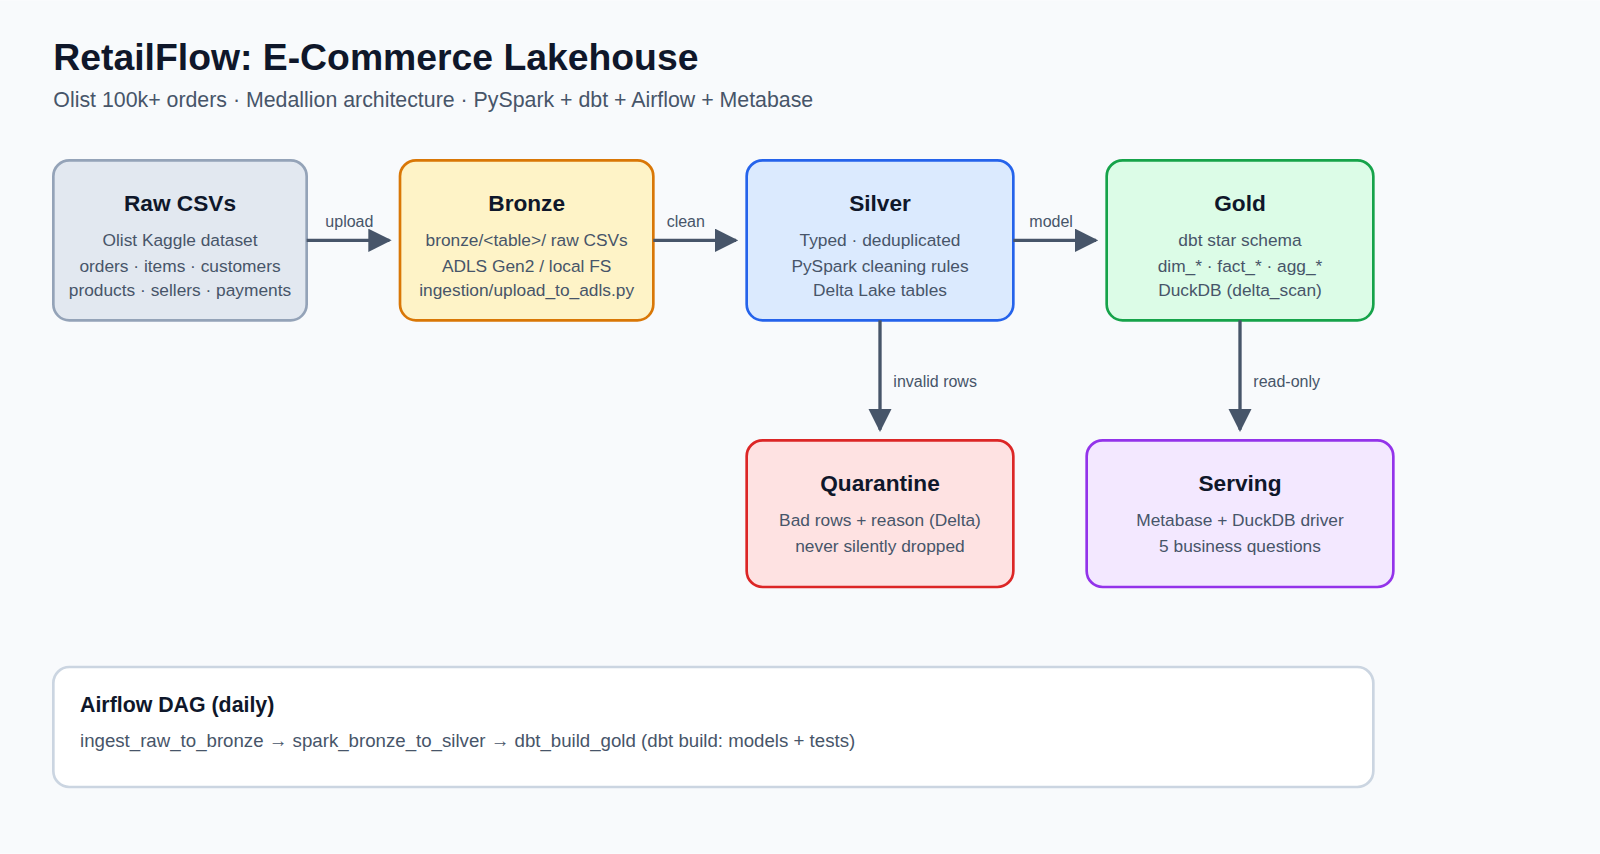 RetailFlow: E-Commerce Lakehouse
Olist 100k+ orders · Medallion architecture · PySpark + dbt + Airflow + Metabase
Raw CSVs
Olist Kaggle dataset
orders · items · customers
products · sellers · payments
upload
Bronze
bronze/<table>/ raw CSVs
ADLS Gen2 / local FS
ingestion/upload_to_adls.py
clean
Silver
Typed · deduplicated
PySpark cleaning rules
Delta Lake tables
model
Gold
dbt star schema
dim_* · fact_* · agg_*
DuckDB (delta_scan)
invalid rows
read-only
Quarantine
Bad rows + reason (Delta)
never silently dropped
Serving
Metabase + DuckDB driver
5 business questions
Airflow DAG (daily)
ingest_raw_to_bronze → spark_bronze_to_silver → dbt_build_gold (dbt build: models + tests)